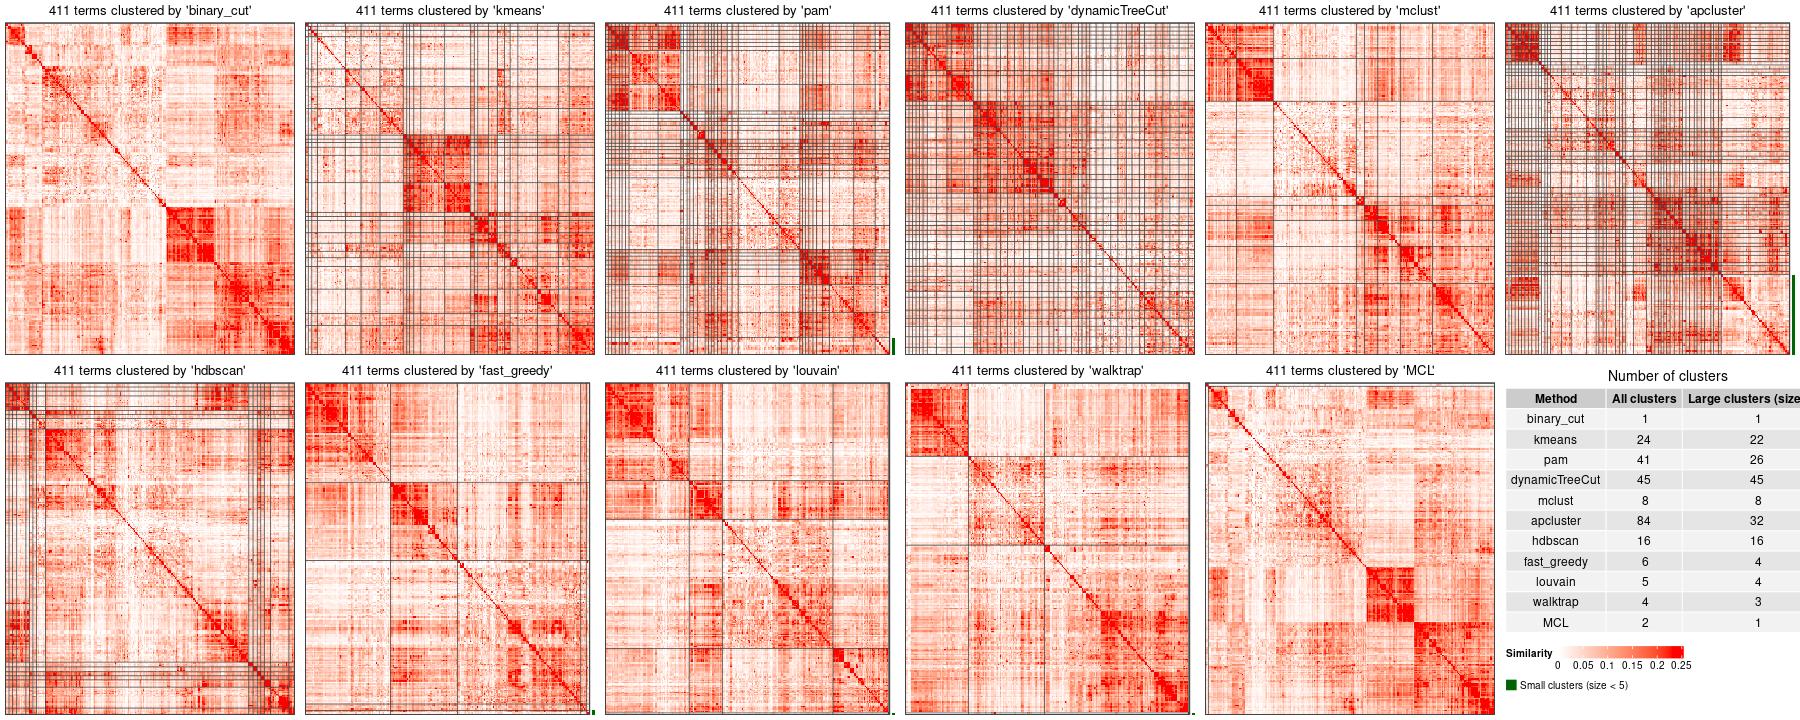 411 terms clustered by 'binary_cut'
411 terms clustered by 'kmeans'
411 terms clustered by 'pam'
411 terms clustered by 'dynamicTreeCut'
411 terms clustered by 'mclust'
411 terms clustered by 'apcluster'
411 terms clustered by 'hdbscan'
411 terms clustered by 'fast_greedy'
411 terms clustered by 'louvain'
411 terms clustered by 'walktrap'
411 terms clustered by 'MCL'
Number of clusters
Method All clusters Large clusters (size
binary_cut 1 1
kmeans 24 22
pam 41 26
dynamicTreeCut 45 45
mclust 8 8
apcluster 84 32
hdbscan 16 16
fast_greedy 6 4
louvain 5 4
walktrap 4 3
MCL 2 1
Similarity
0 0.05 0.1 0.15 0.2 0.25
Small clusters (size < 5)